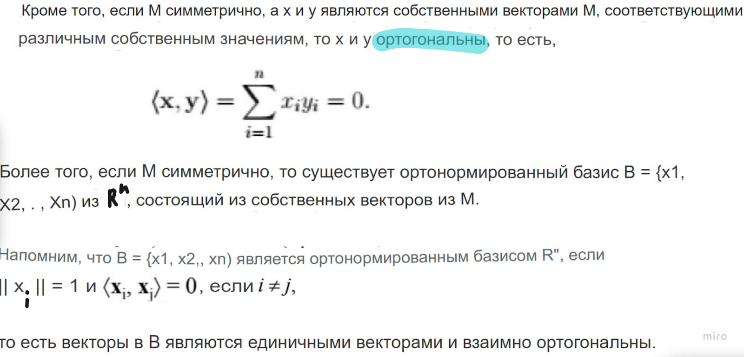 Кроме того, если M симметрично, а x и y являются собственными векторами M, соответствующими
различным собственным значениям, то x и y ортогональны, то есть,
⟨x, y⟩ = ∑_{i=1}^{n} x_i y_i = 0.
Более того, если M симметрично, то существует ортонормированный базис B = {x1,
X2, . , Xn) из Rⁿ, состоящий из собственных векторов из M.
Напомним, что B = {x1, x2,, xn) является ортонормированным базисом R", если
|| x_i || = 1 и ⟨x_i, x_j⟩ = 0, если i ≠ j,
то есть векторы в B являются единичными векторами и взаимно ортогональны.
miro